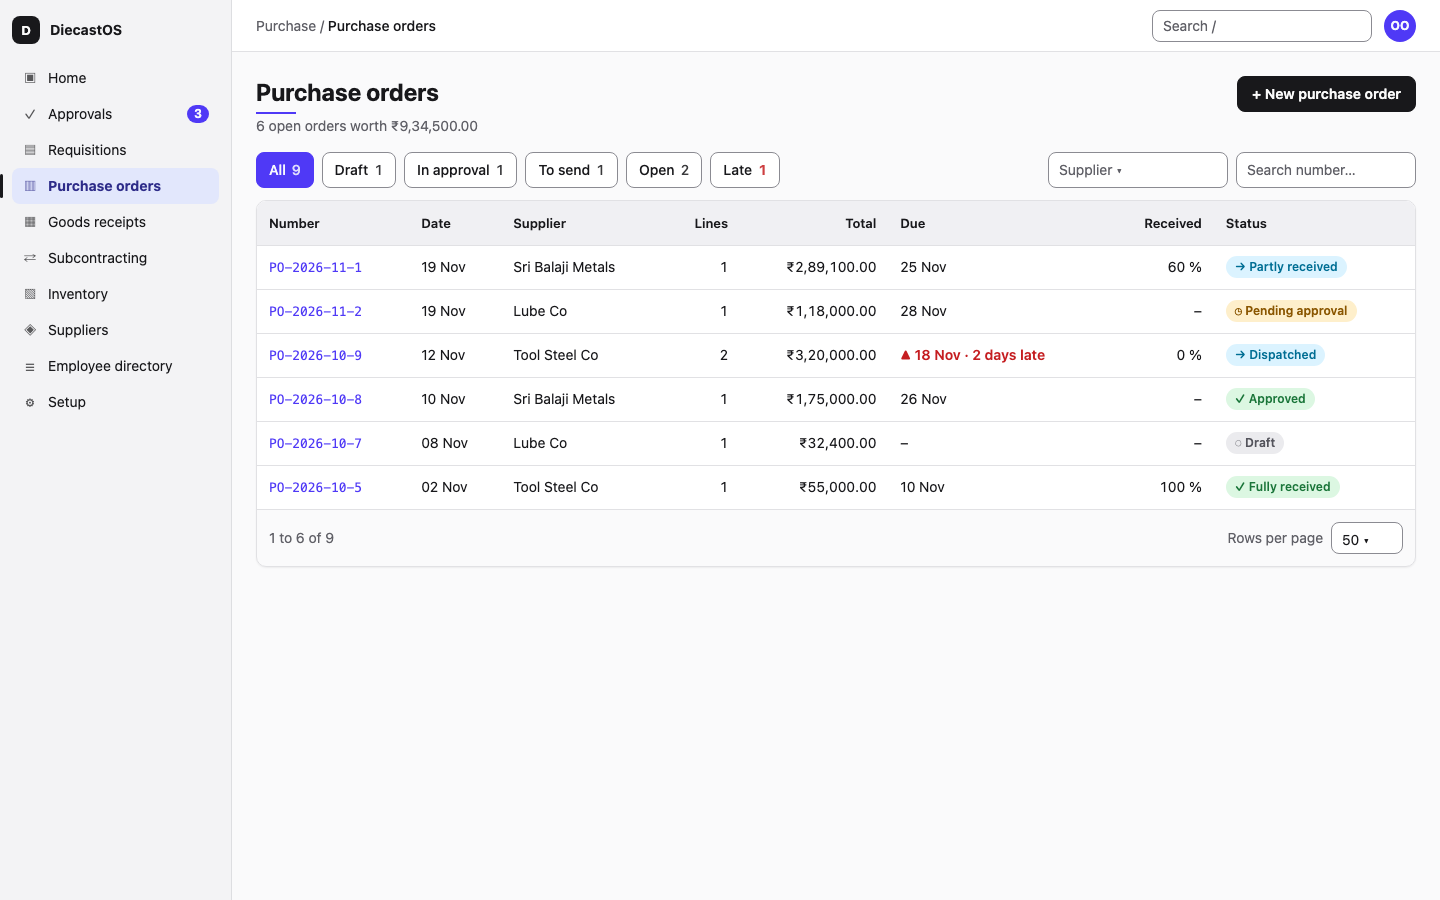 D DiecastOS
Purchase / Purchase orders
Search /
OO
Home
Approvals 3
Requisitions
Purchase orders
Goods receipts
Subcontracting
Inventory
Suppliers
Employee directory
Setup
Purchase orders
6 open orders worth ₹9,34,500.00
+ New purchase order
All 9 Draft 1 In approval 1 To send 1 Open 2 Late 1
Supplier ▾ Search number...
Number Date Supplier Lines Total Due Received Status
PO-2026-11-1 19 Nov Sri Balaji Metals 1 ₹2,89,100.00 25 Nov 60 % → Partly received
PO-2026-11-2 19 Nov Lube Co 1 ₹1,18,000.00 28 Nov – Pending approval
PO-2026-10-9 12 Nov Tool Steel Co 2 ₹3,20,000.00 ▲ 18 Nov · 2 days late 0 % → Dispatched
PO-2026-10-8 10 Nov Sri Balaji Metals 1 ₹1,75,000.00 26 Nov – ✓ Approved
PO-2026-10-7 08 Nov Lube Co 1 ₹32,400.00 – – ○ Draft
PO-2026-10-5 02 Nov Tool Steel Co 1 ₹55,000.00 10 Nov 100 % ✓ Fully received
1 to 6 of 9
Rows per page 50 ▾